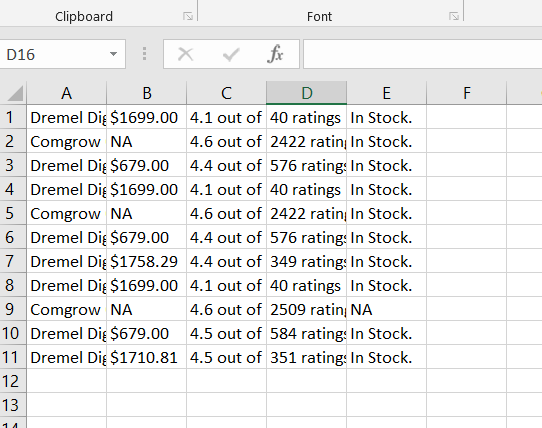 Clipboard Font
D16 fx
A B C D E F
1 Dremel Dig $1699.00 4.1 out of 40 ratings In Stock.
2 Comgrow NA 4.6 out of 2422 rating In Stock.
3 Dremel Dig $679.00 4.4 out of 576 ratings In Stock.
4 Dremel Dig $1699.00 4.1 out of 40 ratings In Stock.
5 Comgrow NA 4.6 out of 2422 rating In Stock.
6 Dremel Dig $679.00 4.4 out of 576 ratings In Stock.
7 Dremel Dig $1758.29 4.4 out of 349 ratings In Stock.
8 Dremel Dig $1699.00 4.1 out of 40 ratings In Stock.
9 Comgrow NA 4.6 out of 2509 rating NA
10 Dremel Dig $679.00 4.5 out of 584 ratings In Stock.
11 Dremel Dig $1710.81 4.5 out of 351 ratings In Stock.
12
13
14